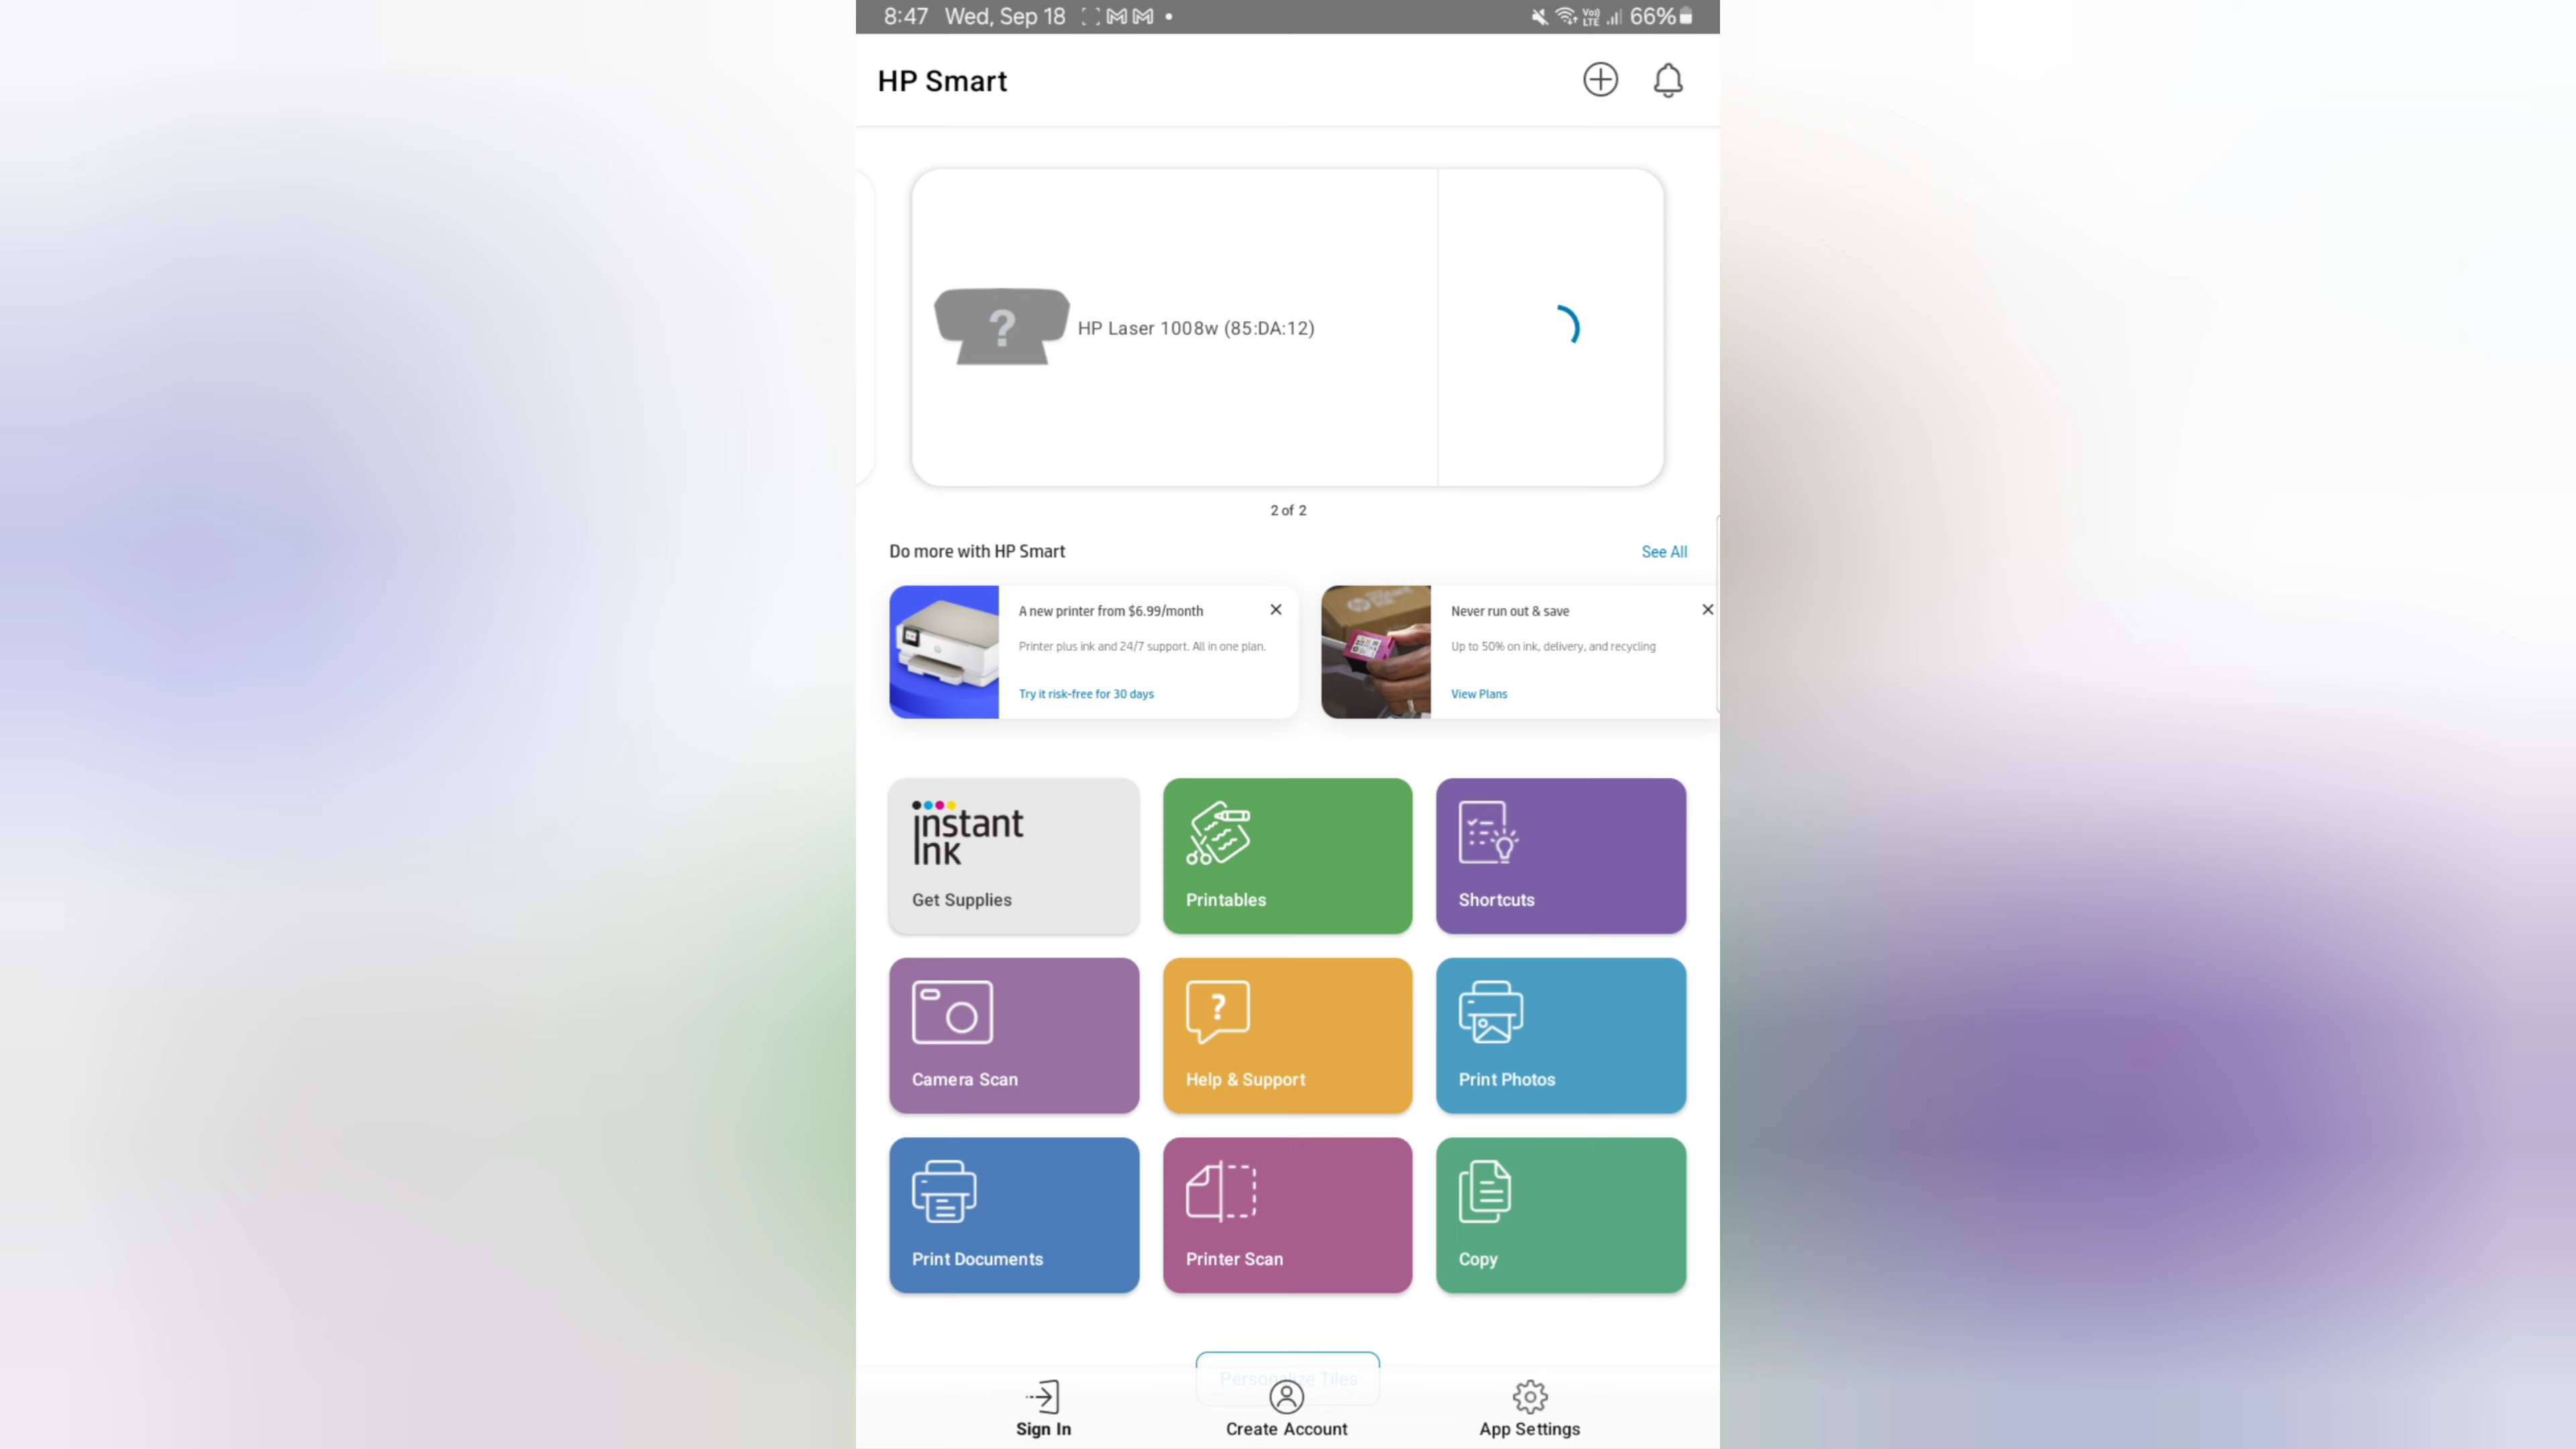 8:47 Wed, Sep 18
66%
HP Smart
?
HP Laser 1008w (85:DA:12)
2 of 2
Do more with HP Smart
See All
A new printer from $6.99/month
Printer plus ink and 24/7 support. All in one plan.
Try it risk-free for 30 days
Never run out & save
Up to 50% on ink, delivery, and recycling
View Plans
instant
ink
Get Supplies
Printables
Shortcuts
Camera Scan
?
Help & Support
Print Photos
Print Documents
Printer Scan
Copy
Personalize Tiles
Sign In
Create Account
App Settings